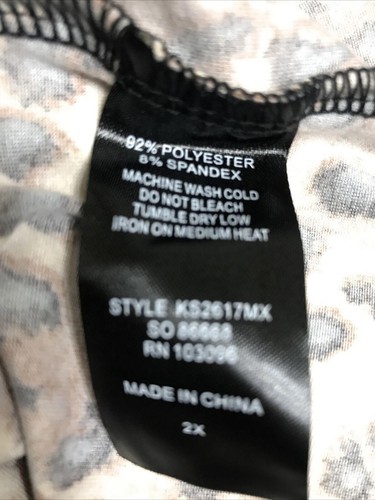 92% POLYESTER
8% SPANDEX
MACHINE WASH COLD
DO NOT BLEACH
TUMBLE DRY LOW
IRON ON MEDIUM HEAT
STYLE KS2617MX
SO
RN
MADE IN CHINA
2X